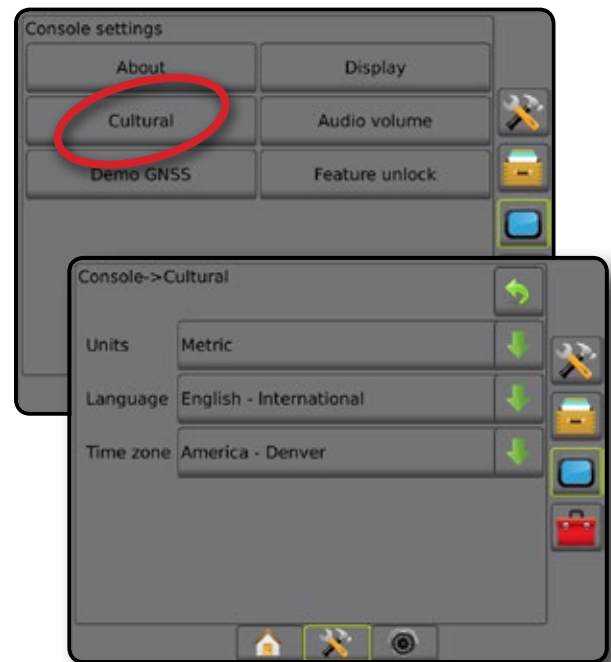 Console settings
About Display
Cultural Audio volume
Demo GNSS Feature unlock
Console->Cultural
Units Metric
Language English - International
Time zone America - Denver